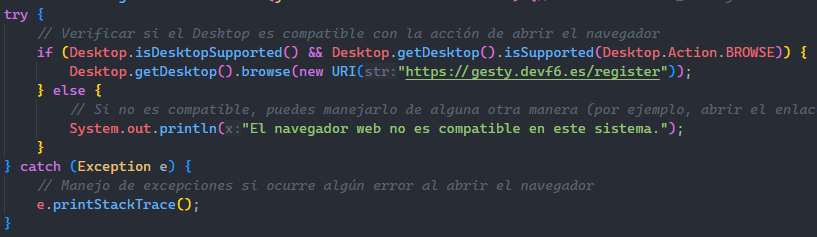 try {
// Verificar si el Desktop es compatible con la acción de abrir el navegador
if (Desktop.isDesktopSupported() && Desktop.getDesktop().isSupported(Desktop.Action.BROWSE)) {
Desktop.getDesktop().browse(new URI(str:"https://gesty.devf6.es/register"));
} else {
// Si no es compatible, puedes manejarlo de alguna otra manera (por ejemplo, abrir el enlac
System.out.println(x:"El navegador web no es compatible en este sistema.");
}
} catch (Exception e) {
// Manejo de excepciones si ocurre algún error al abrir el navegador
e.printStackTrace();
}